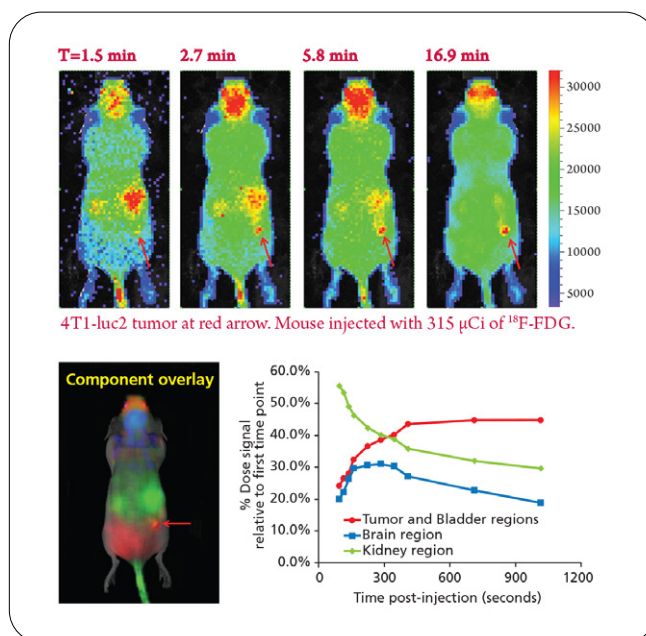 T=1.5 min 2.7 min 5.8 min 16.9 min
30000
25000
20000
15000
10000
5000
4T1-luc2 tumor at red arrow. Mouse injected with 315 µCi of ¹⁸F-FDG.
Component overlay
% Dose signal
relative to first time point
60.0%
50.0%
40.0%
30.0%
20.0%
10.0%
0.0%
Tumor and Bladder regions
Brain region
Kidney region
0 300 600 900 1200
Time post-injection (seconds)